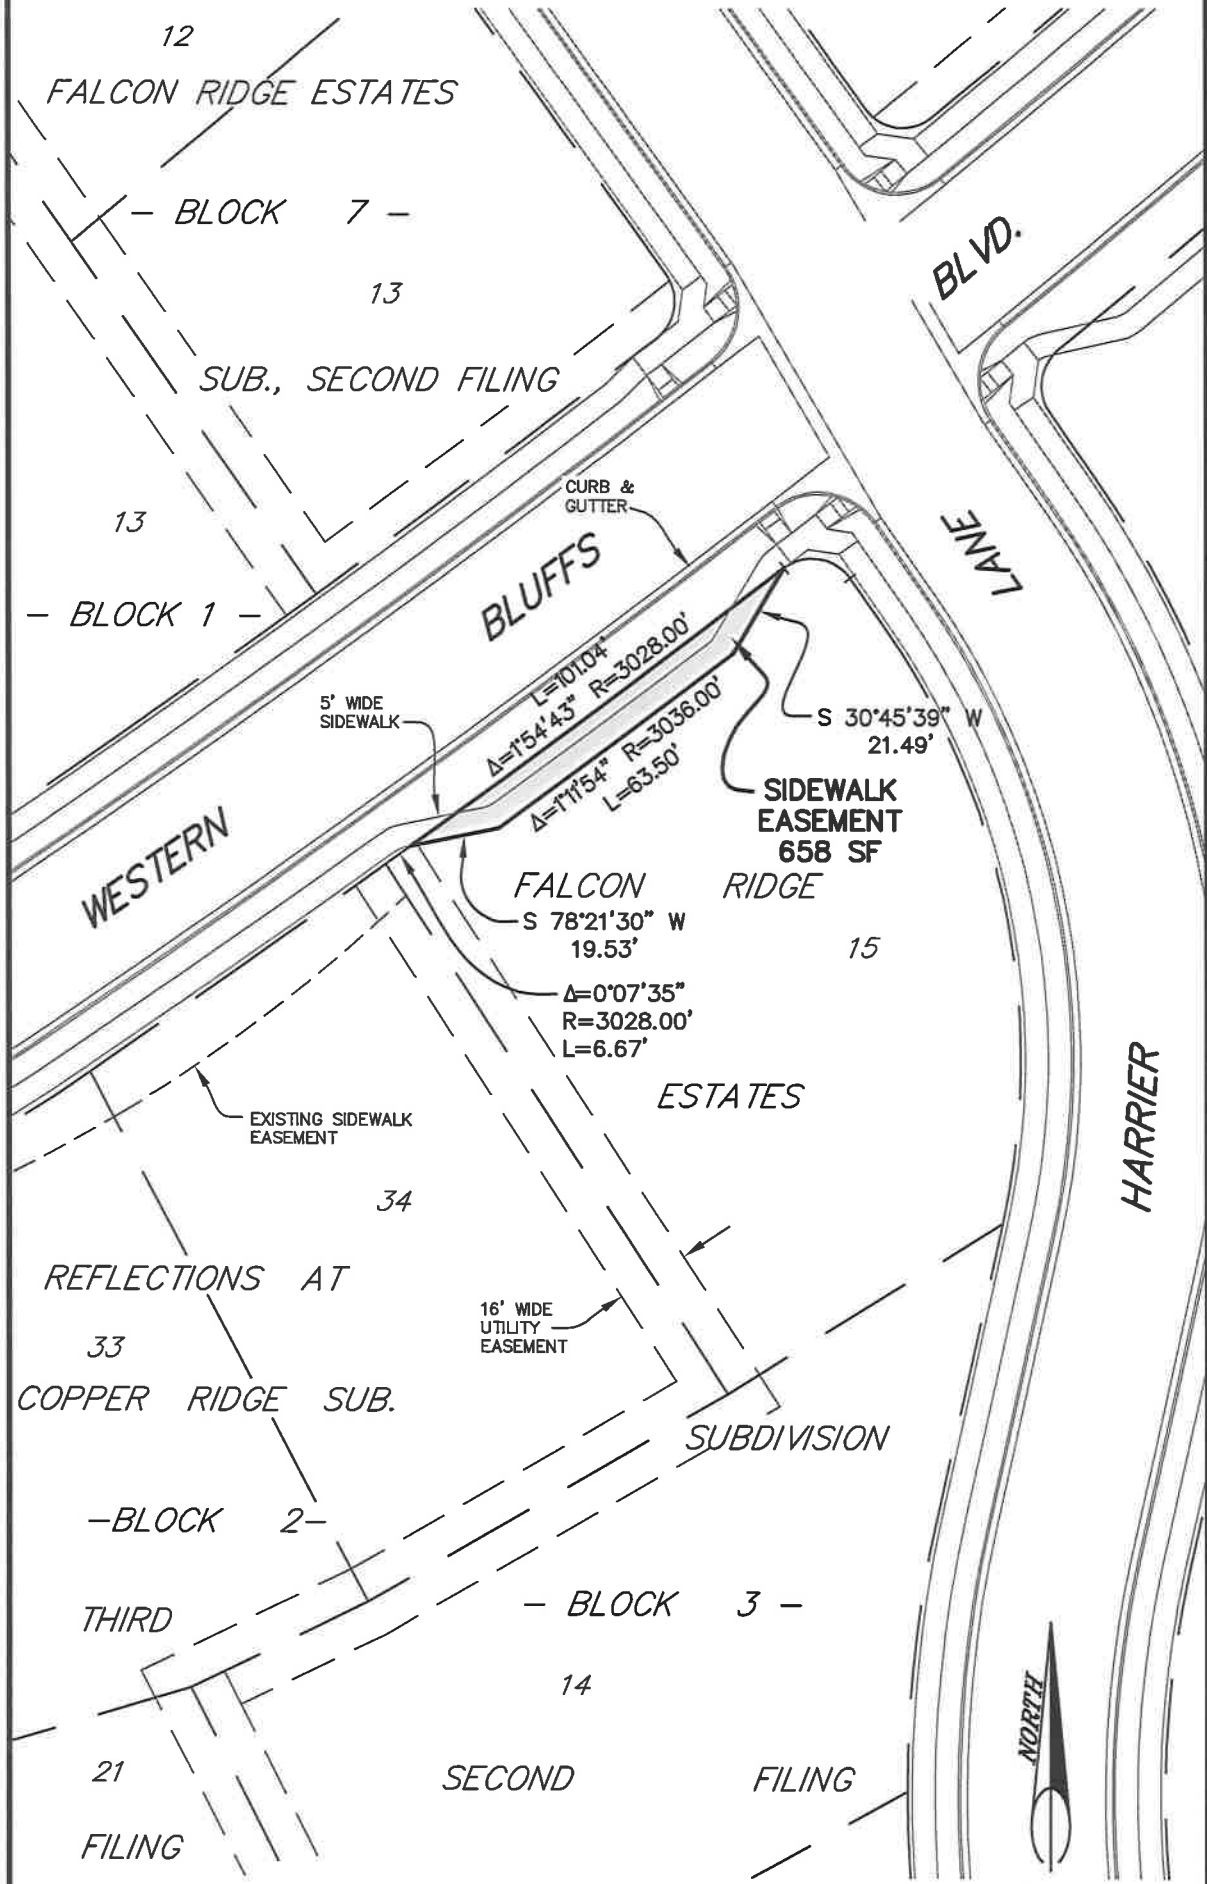 12
FALCON RIDGE ESTATES
- BLOCK 7 -
13
SUB., SECOND FILING
13
- BLOCK 1 -
BLVD.
CURB &
GUTTER
LANE
BLUFFS
L=101.04'
Δ=1°54'43" R=3028.00'
5' WIDE
SIDEWALK
Δ=1°11'54" R=3036.00'
L=63.50'
S 30°45'39" W
21.49'
SIDEWALK
EASEMENT
658 SF
WESTERN
FALCON RIDGE
S 78°21'30" W
19.53'
15
Δ=0°07'35"
R=3028.00'
L=6.67'
ESTATES
EXISTING SIDEWALK
EASEMENT
HARRIER
34
REFLECTIONS AT
16' WIDE
UTILITY
EASEMENT
33
COPPER RIDGE SUB.
SUBDIVISION
-BLOCK 2-
- BLOCK 3 -
THIRD
14
NORTH
21
SECOND FILING
FILING